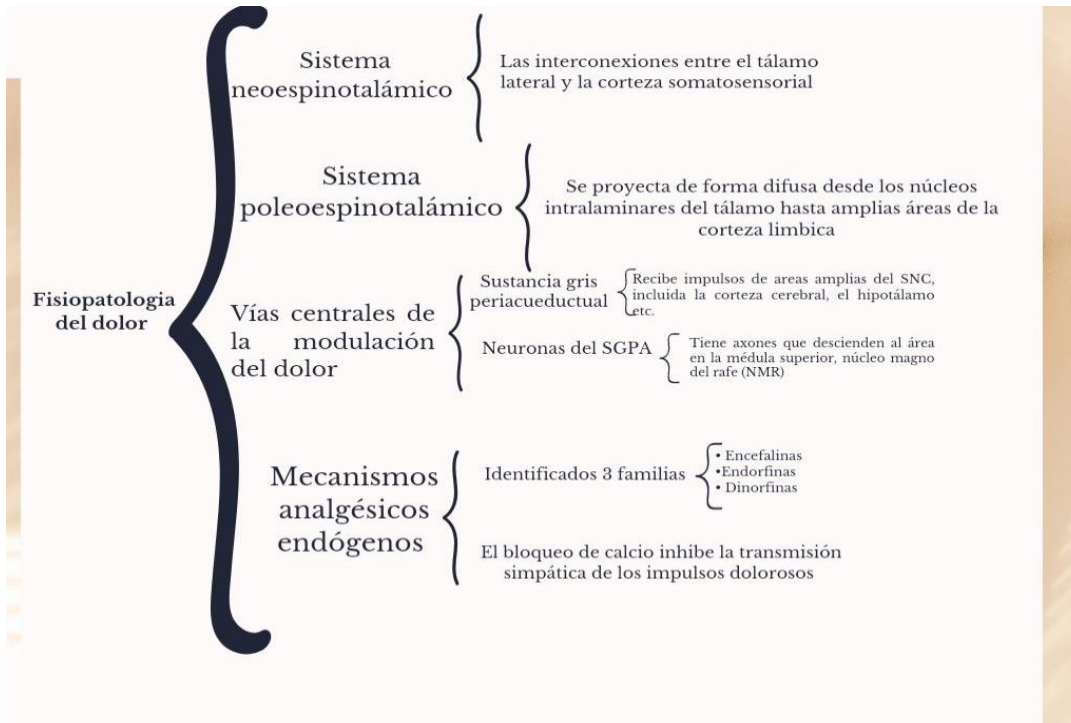 Fisiopatologia
del dolor
Sistema
neoespinotalámico
Las interconexiones entre el tálamo
lateral y la corteza somatosensorial
Sistema
poleoespinotalámico
Se proyecta de forma difusa desde los núcleos
intralaminares del tálamo hasta amplias áreas de la
corteza limbica
Vías centrales de
la modulación
del dolor
Sustancia gris
periacueductual
Recibe impulsos de areas amplias del SNC,
incluida la corteza cerebral, el hipotálamo
etc.
Neuronas del SGPA
Tiene axones que descienden al área
en la médula superior, núcleo magno
del rafe (NMR)
Mecanismos
analgésicos
endógenos
Identificados 3 familias
• Encefalinas
•Endorfinas
• Dinorfinas
El bloqueo de calcio inhibe la transmisión
simpática de los impulsos dolorosos